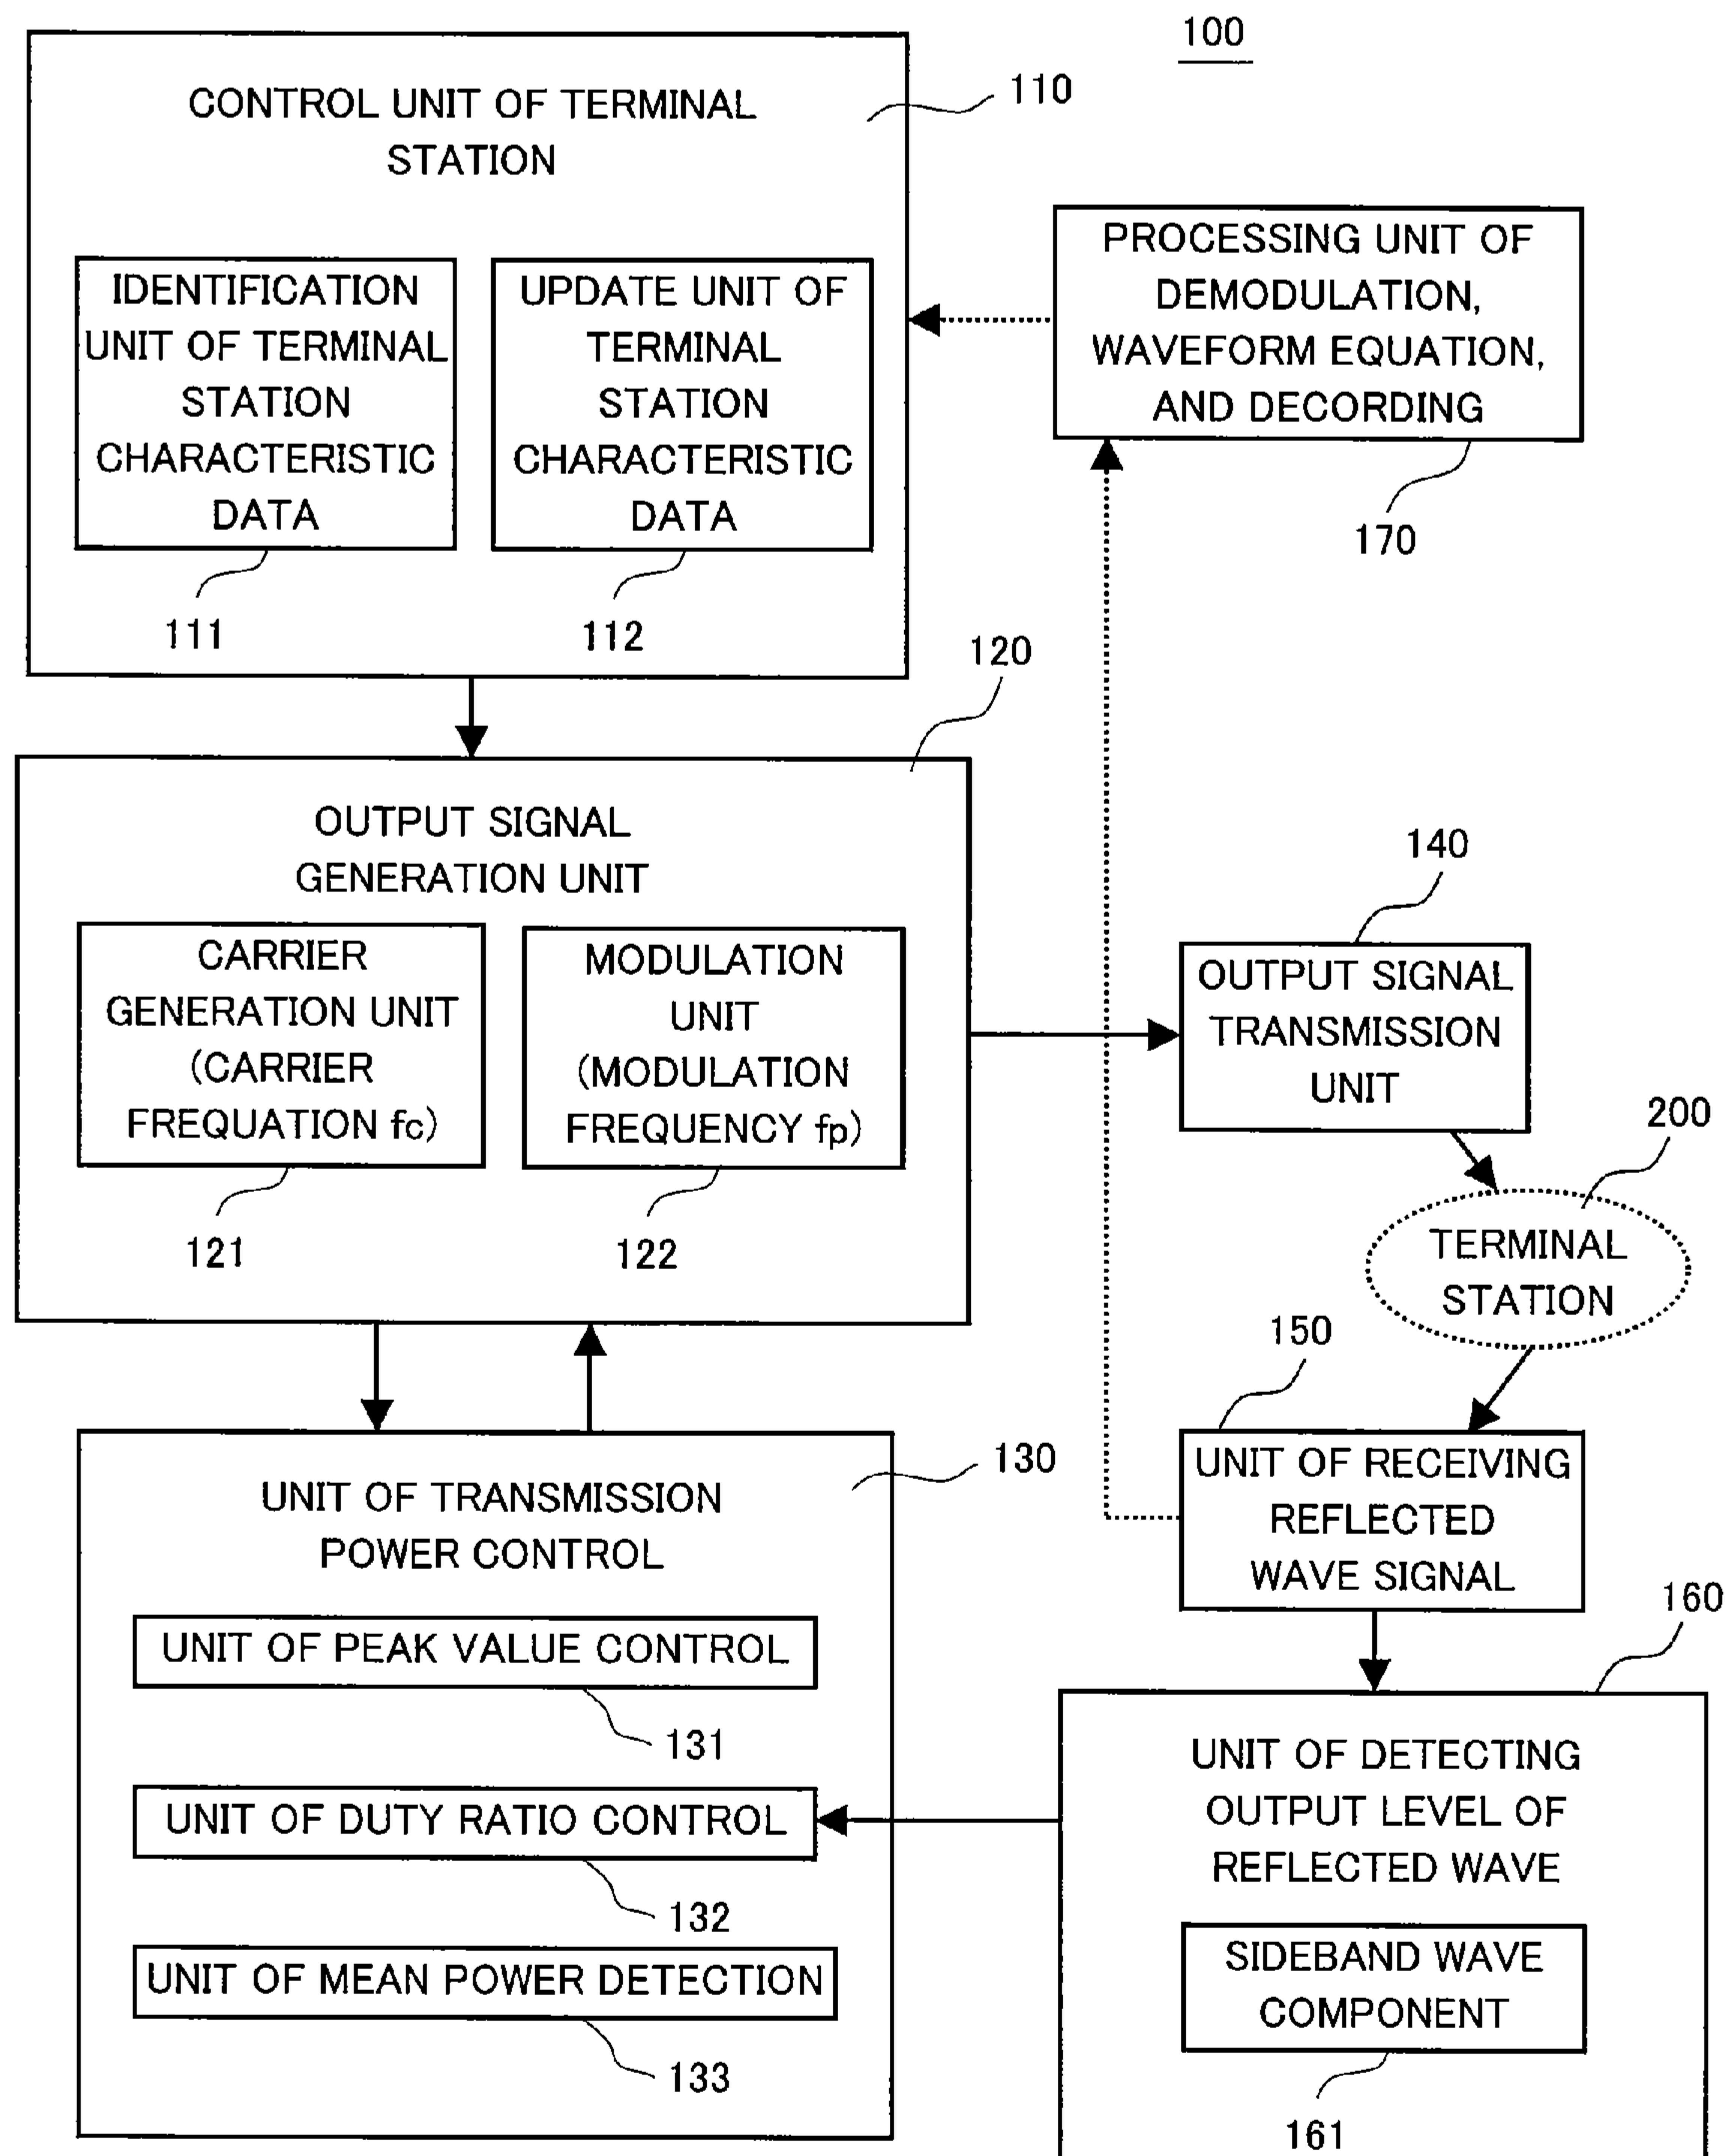 100
CONTROL UNIT OF TERMINAL
STATION
110
IDENTIFICATION
UNIT OF TERMINAL
STATION
CHARACTERISTIC
DATA
111
UPDATE UNIT OF
TERMINAL
STATION
CHARACTERISTIC
DATA
112
PROCESSING UNIT OF
DEMODULATION,
WAVEFORM EQUATION,
AND DECORDING
170
120
OUTPUT SIGNAL
GENERATION UNIT
CARRIER
GENERATION UNIT
(CARRIER
FREQUATION fc)
121
MODULATION
UNIT
(MODULATION
FREQUENCY fp)
122
140
OUTPUT SIGNAL
TRANSMISSION
UNIT
200
TERMINAL
STATION
150
UNIT OF RECEIVING
REFLECTED
WAVE SIGNAL
130
UNIT OF TRANSMISSION
POWER CONTROL
UNIT OF PEAK VALUE CONTROL
131
UNIT OF DUTY RATIO CONTROL
132
UNIT OF MEAN POWER DETECTION
133
160
UNIT OF DETECTING
OUTPUT LEVEL OF
REFLECTED WAVE
SIDEBAND WAVE
COMPONENT
161